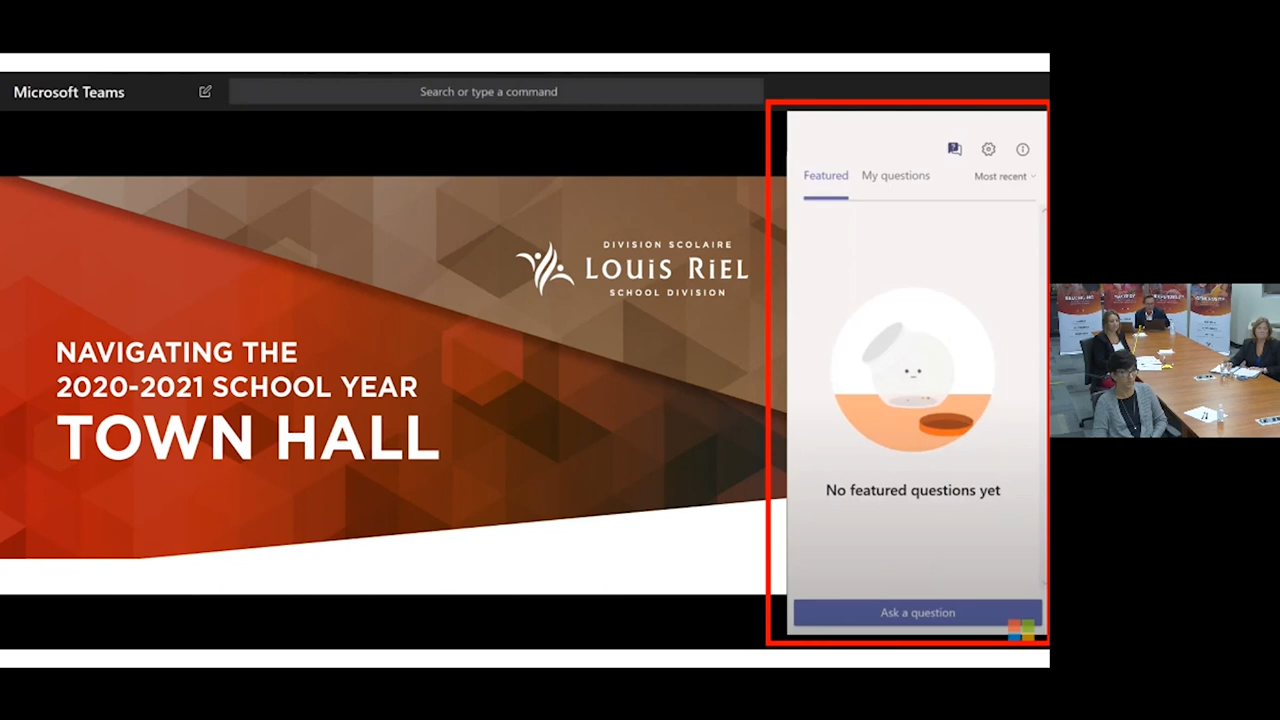 Microsoft Teams
Search or type a command
Featured
My questions
Most recent
DIVISION SCOLAIRE
LOUiS RiEL
SCHOOL DIVISION
NAVIGATING THE
2020-2021 SCHOOL YEAR
TOWN HALL
No featured questions yet
Ask a question